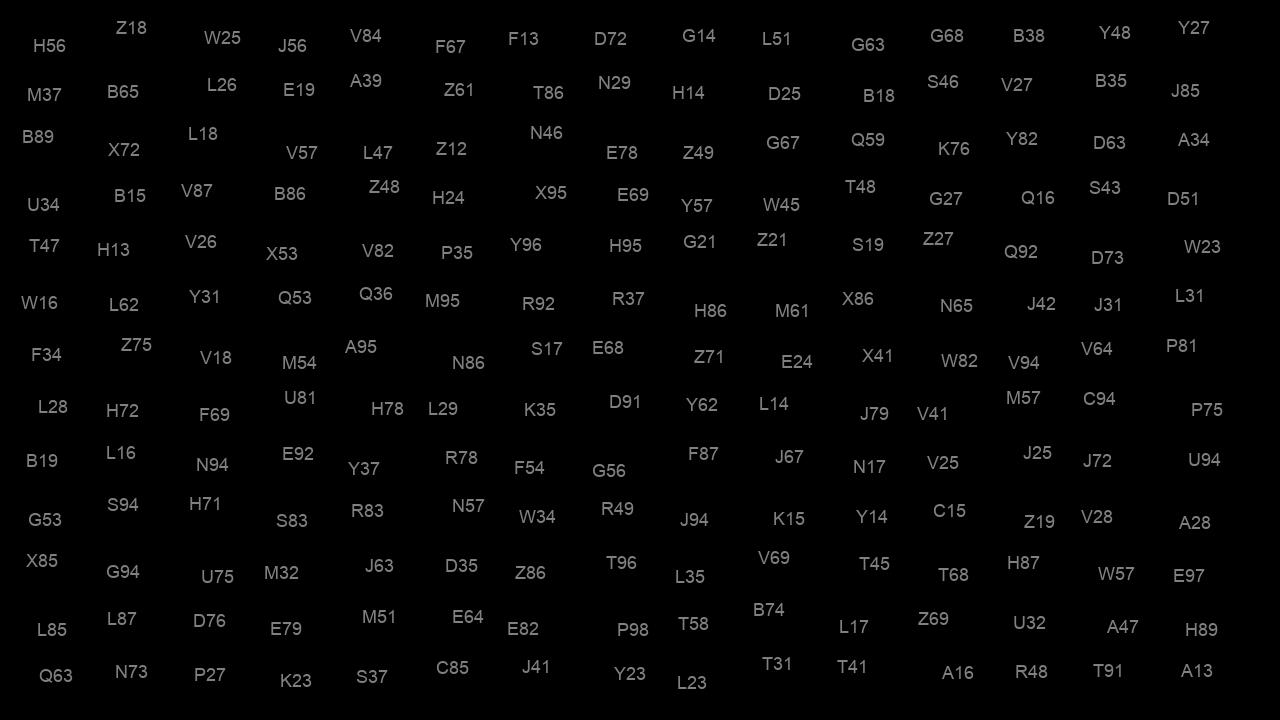 H56 Z18 W25 J56 V84 F67 F13 D72 G14 L51 G63 G68 B38 Y48 Y27
M37 B65 L26 E19 A39 Z61 T86 N29 H14 D25 B18 S46 V27 B35 J85
B89 X72 L18 V57 L47 Z12 N46 E78 Z49 G67 Q59 K76 Y82 D63 A34
U34 B15 V87 B86 Z48 H24 X95 E69 Y57 W45 T48 G27 Q16 S43 D51
T47 H13 V26 X53 V82 P35 Y96 H95 G21 Z21 S19 Z27 Q92 D73 W23
W16 L62 Y31 Q53 Q36 M95 R92 R37 H86 M61 X86 N65 J42 J31 L31
F34 Z75 V18 M54 A95 N86 S17 E68 Z71 E24 X41 W82 V94 V64 P81
L28 H72 F69 U81 H78 L29 K35 D91 Y62 L14 J79 V41 M57 C94 P75
B19 L16 N94 E92 Y37 R78 F54 G56 F87 J67 N17 V25 J25 J72 U94
G53 S94 H71 S83 R83 N57 W34 R49 J94 K15 Y14 C15 Z19 V28 A28
X85 G94 U75 M32 J63 D35 Z86 T96 L35 V69 T45 T68 H87 W57 E97
L85 L87 D76 E79 M51 E64 E82 P98 T58 B74 L17 Z69 U32 A47 H89
Q63 N73 P27 K23 S37 C85 J41 Y23 L23 T31 T41 A16 R48 T91 A13